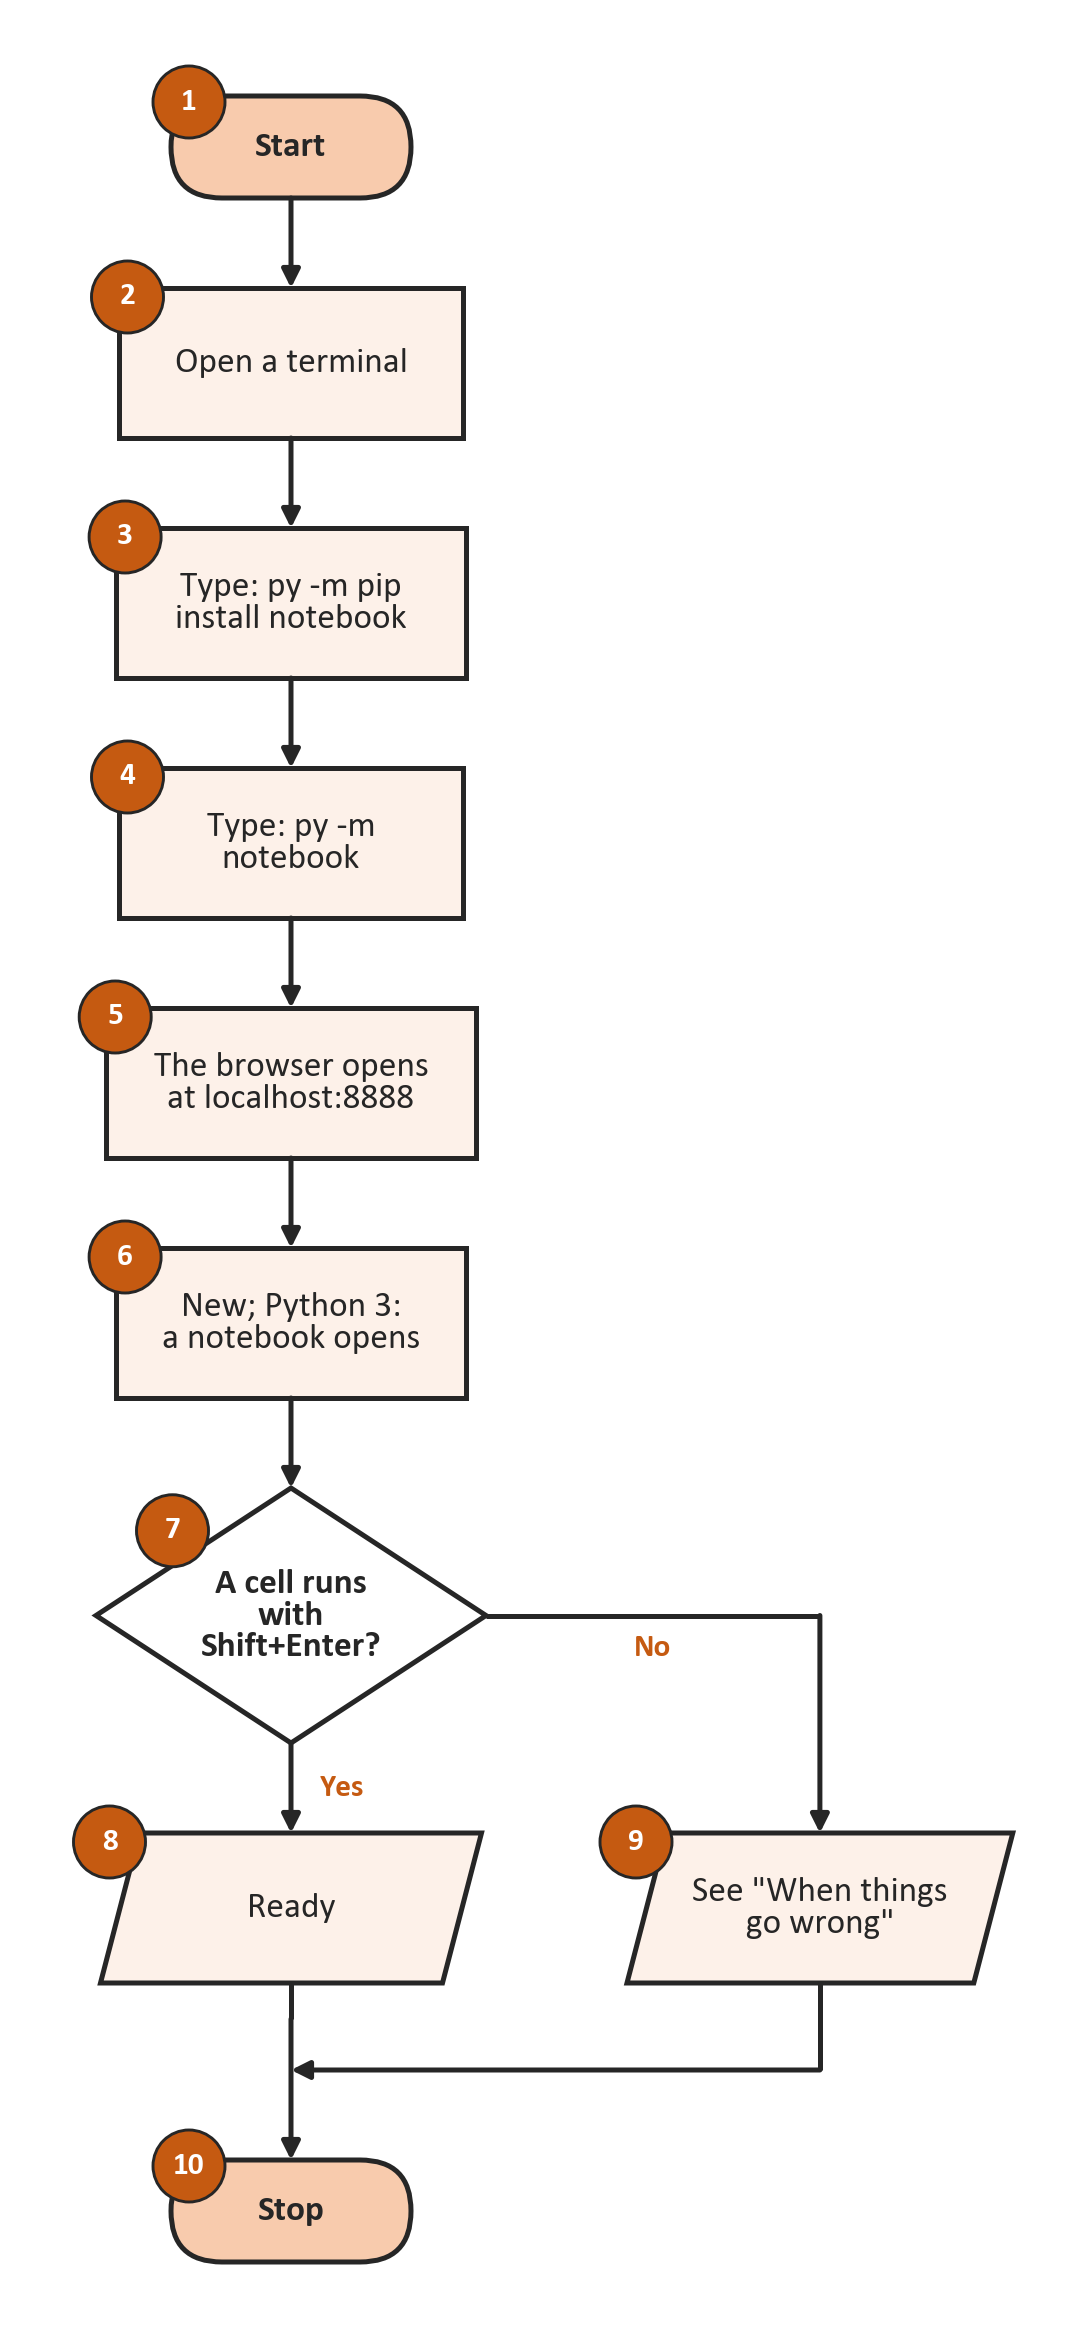 1
Start
2
Open a terminal
3
Type: py -m pip
install notebook
4
Type: py -m
notebook
5
The browser opens
at localhost:8888
6
New; Python 3:
a notebook opens
7
A cell runs
with
Shift+Enter?
No
Yes
8
Ready
9
See "When things
go wrong"
10
Stop